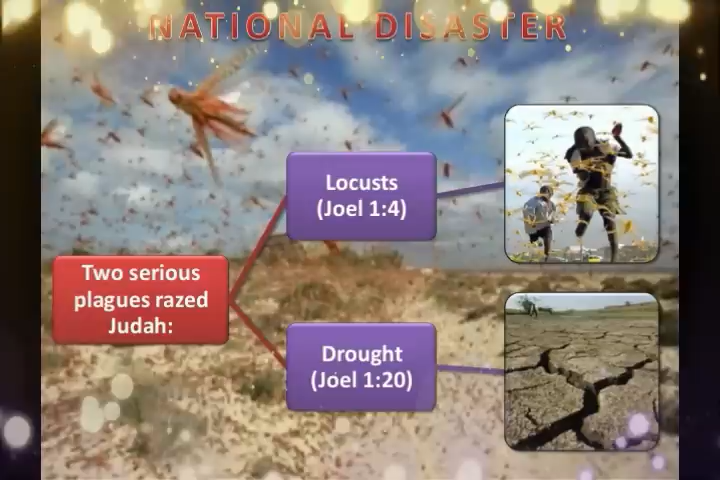 NATIONAL DISASTER
Locusts
(Joel 1:4)
Two serious
plagues razed
Judah:
Drought
(Joel 1:20)